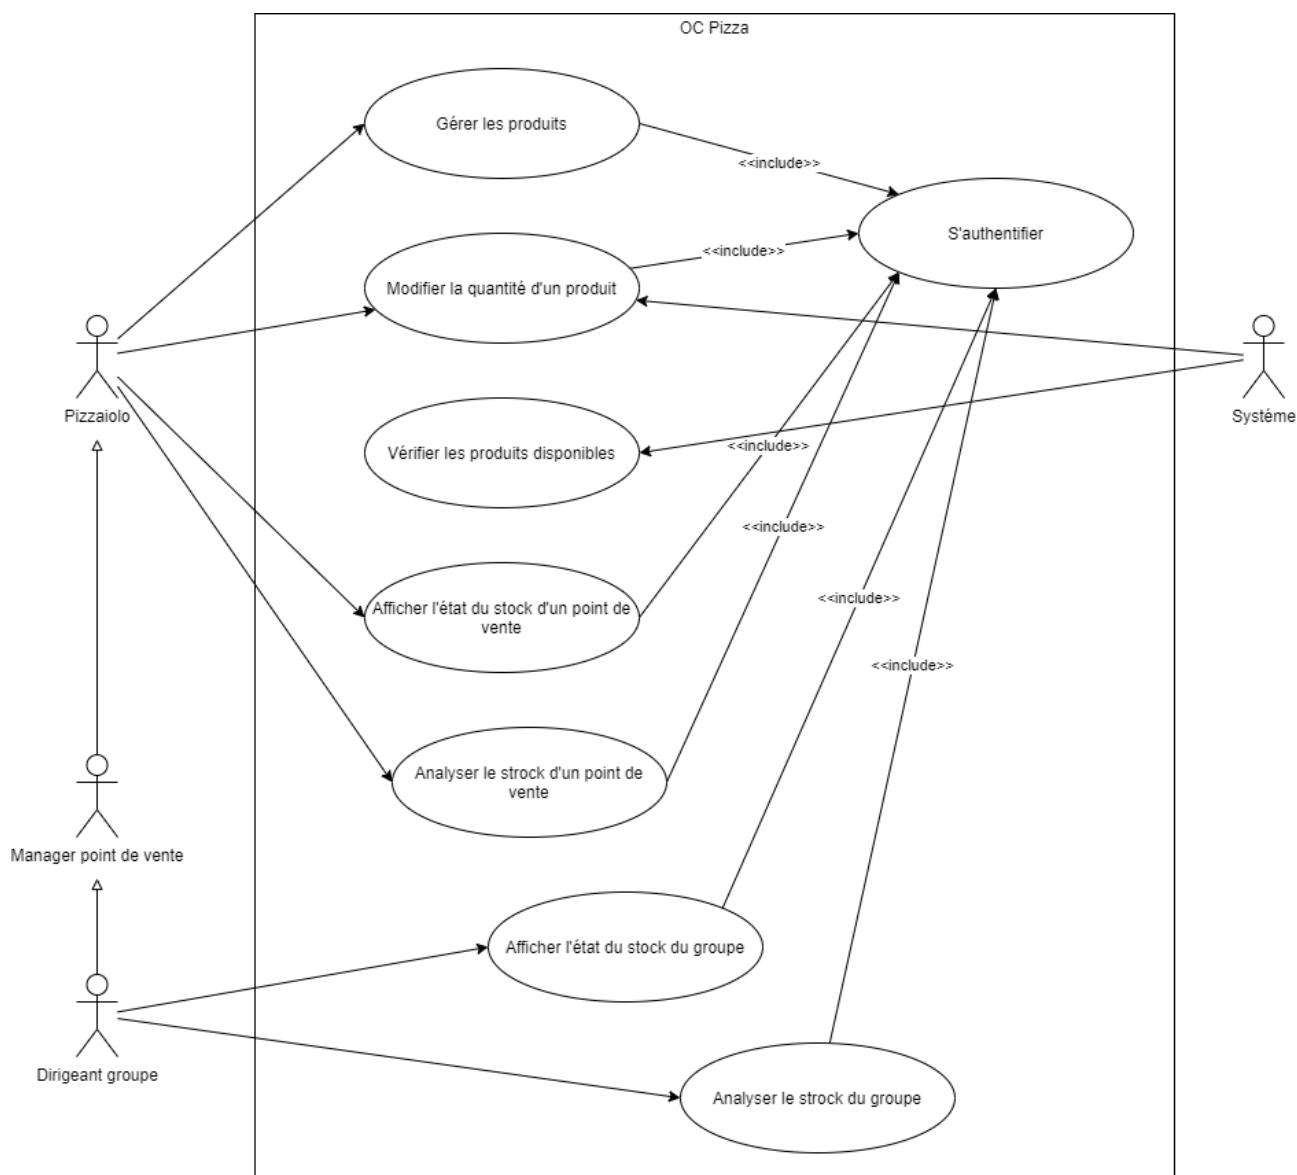 OC Pizza
Gérer les produits
<<include>>
S'authentifier
<<include>>
Modifier la quantité d'un produit
Pizzaiolo
Systéme
<<include>>
Vérifier les produits disponibles
<<include>>
<<include>>
Afficher l'état du stock d'un point de
vente
<<include>>
Analyser le strock d'un point de
vente
Manager point de vente
Afficher l'état du stock du groupe
Dirigeant groupe
Analyser le strock du groupe